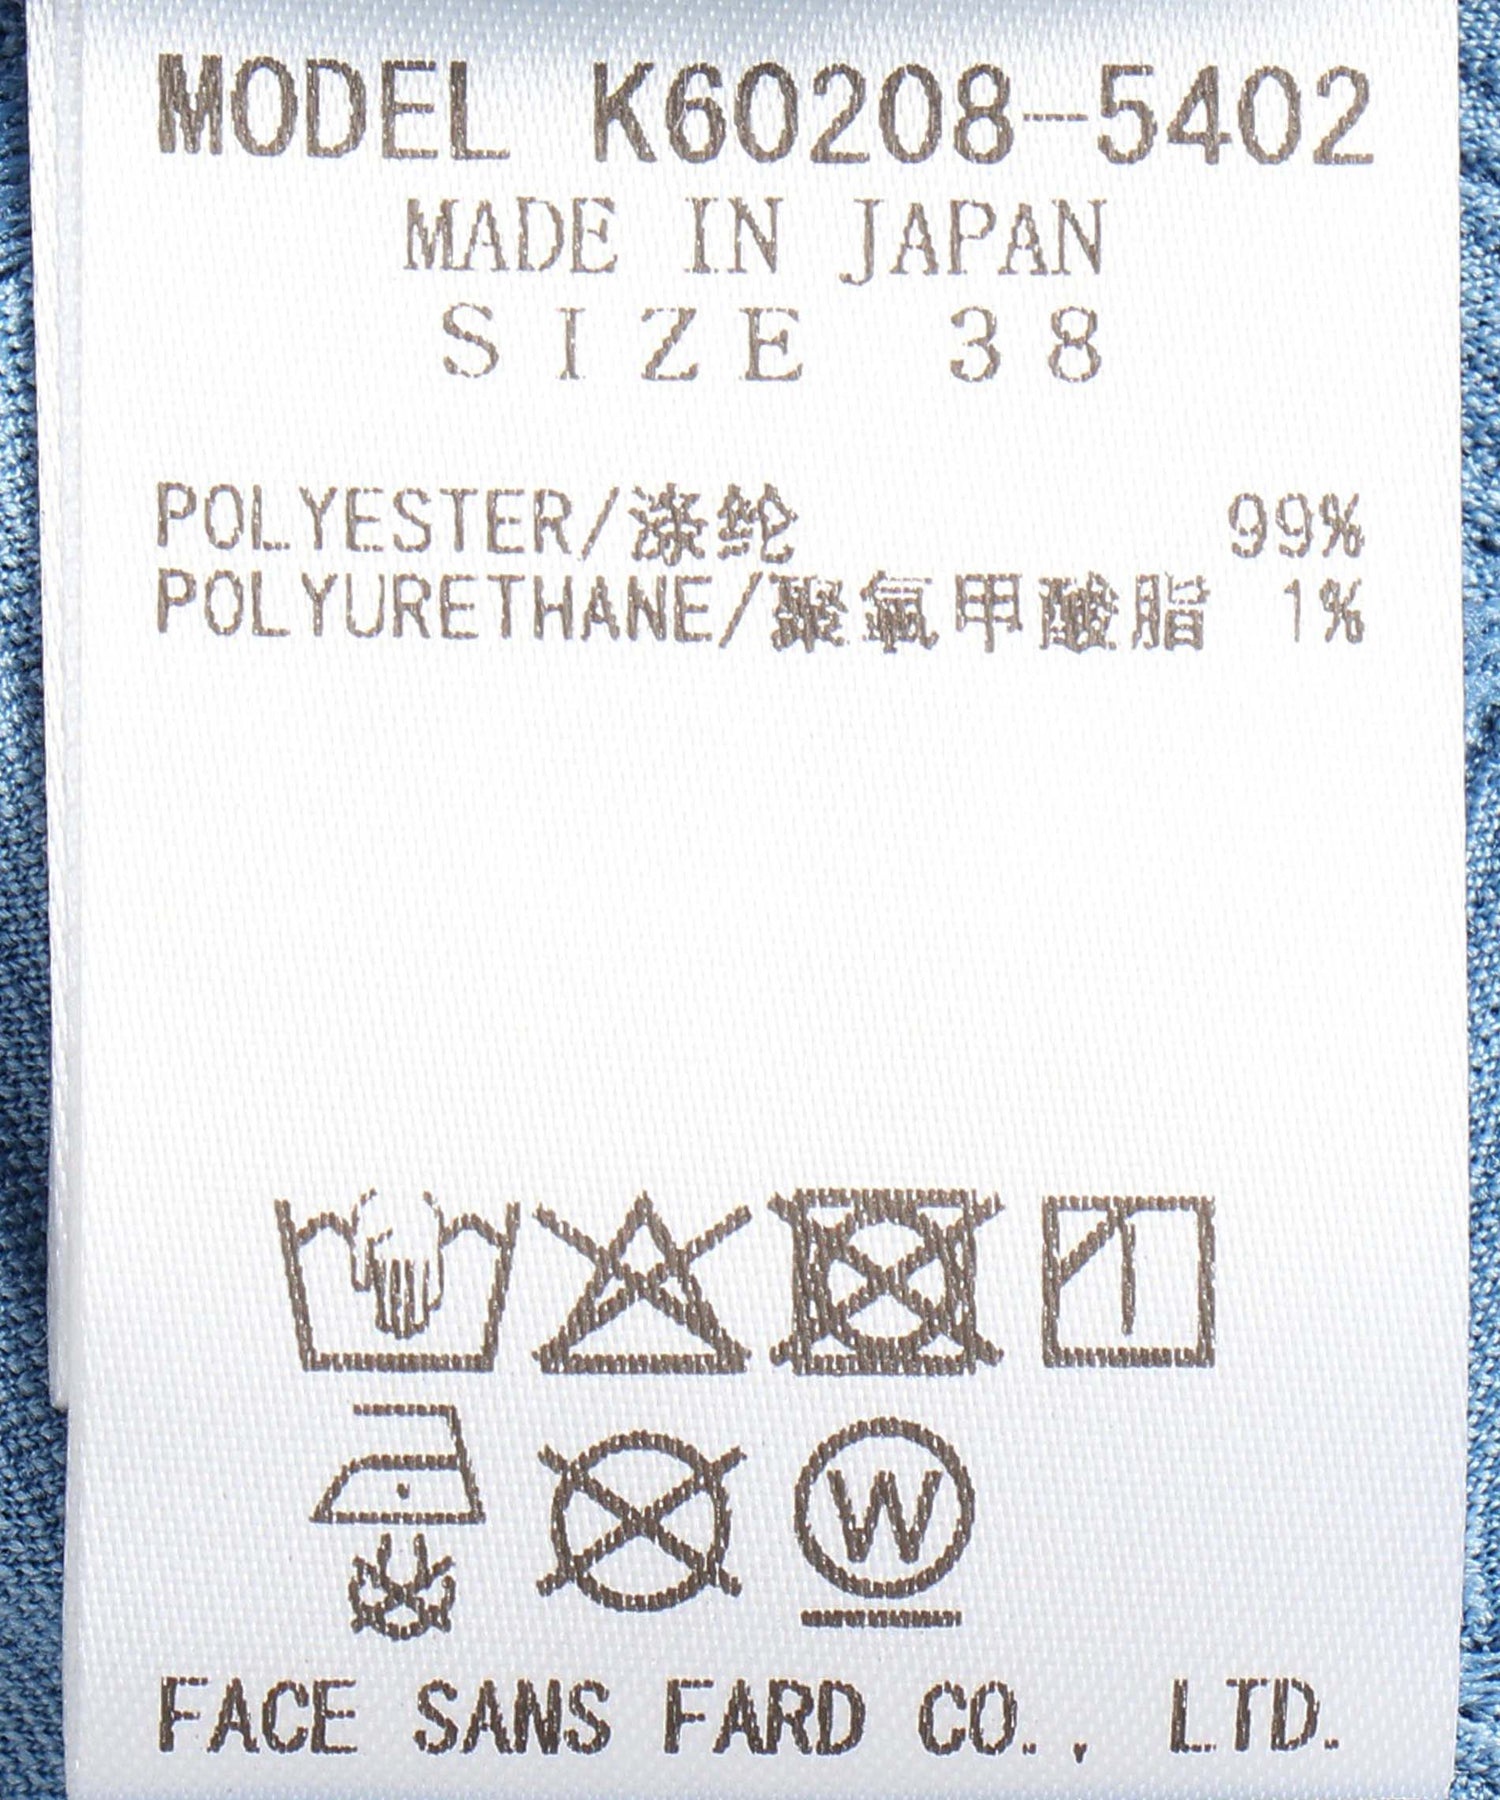 MODEL K60208-5402
MADE IN JAPAN
SIZE 38
POLYESTER/涤纶 99%
POLYURETHANE/聚氨甲酸脂 1%
W
FACE SANS FARD CO., LTD.